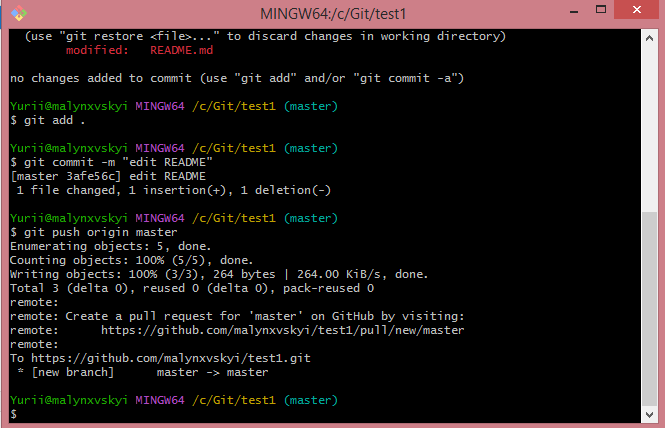 MINGW64:/c/Git/test1
(use "git restore <file>..." to discard changes in working directory)
modified:   README.md
no changes added to commit (use "git add" and/or "git commit -a")
Yurii@malynxvskyi MINGW64 /c/Git/test1 (master)
$ git add .
Yurii@malynxvskyi MINGW64 /c/Git/test1 (master)
$ git commit -m "edit README"
[master 3afe56c] edit README
1 file changed, 1 insertion(+), 1 deletion(-)
Yurii@malynxvskyi MINGW64 /c/Git/test1 (master)
$ git push origin master
Enumerating objects: 5, done.
Counting objects: 100% (5/5), done.
Writing objects: 100% (3/3), 264 bytes | 264.00 KiB/s, done.
Total 3 (delta 0), reused 0 (delta 0), pack-reused 0
remote:
remote: Create a pull request for 'master' on GitHub by visiting:
remote:      https://github.com/malynxvskyi/test1/pull/new/master
remote:
To https://github.com/malynxvskyi/test1.git
* [new branch]      master -> master
Yurii@malynxvskyi MINGW64 /c/Git/test1 (master)
$